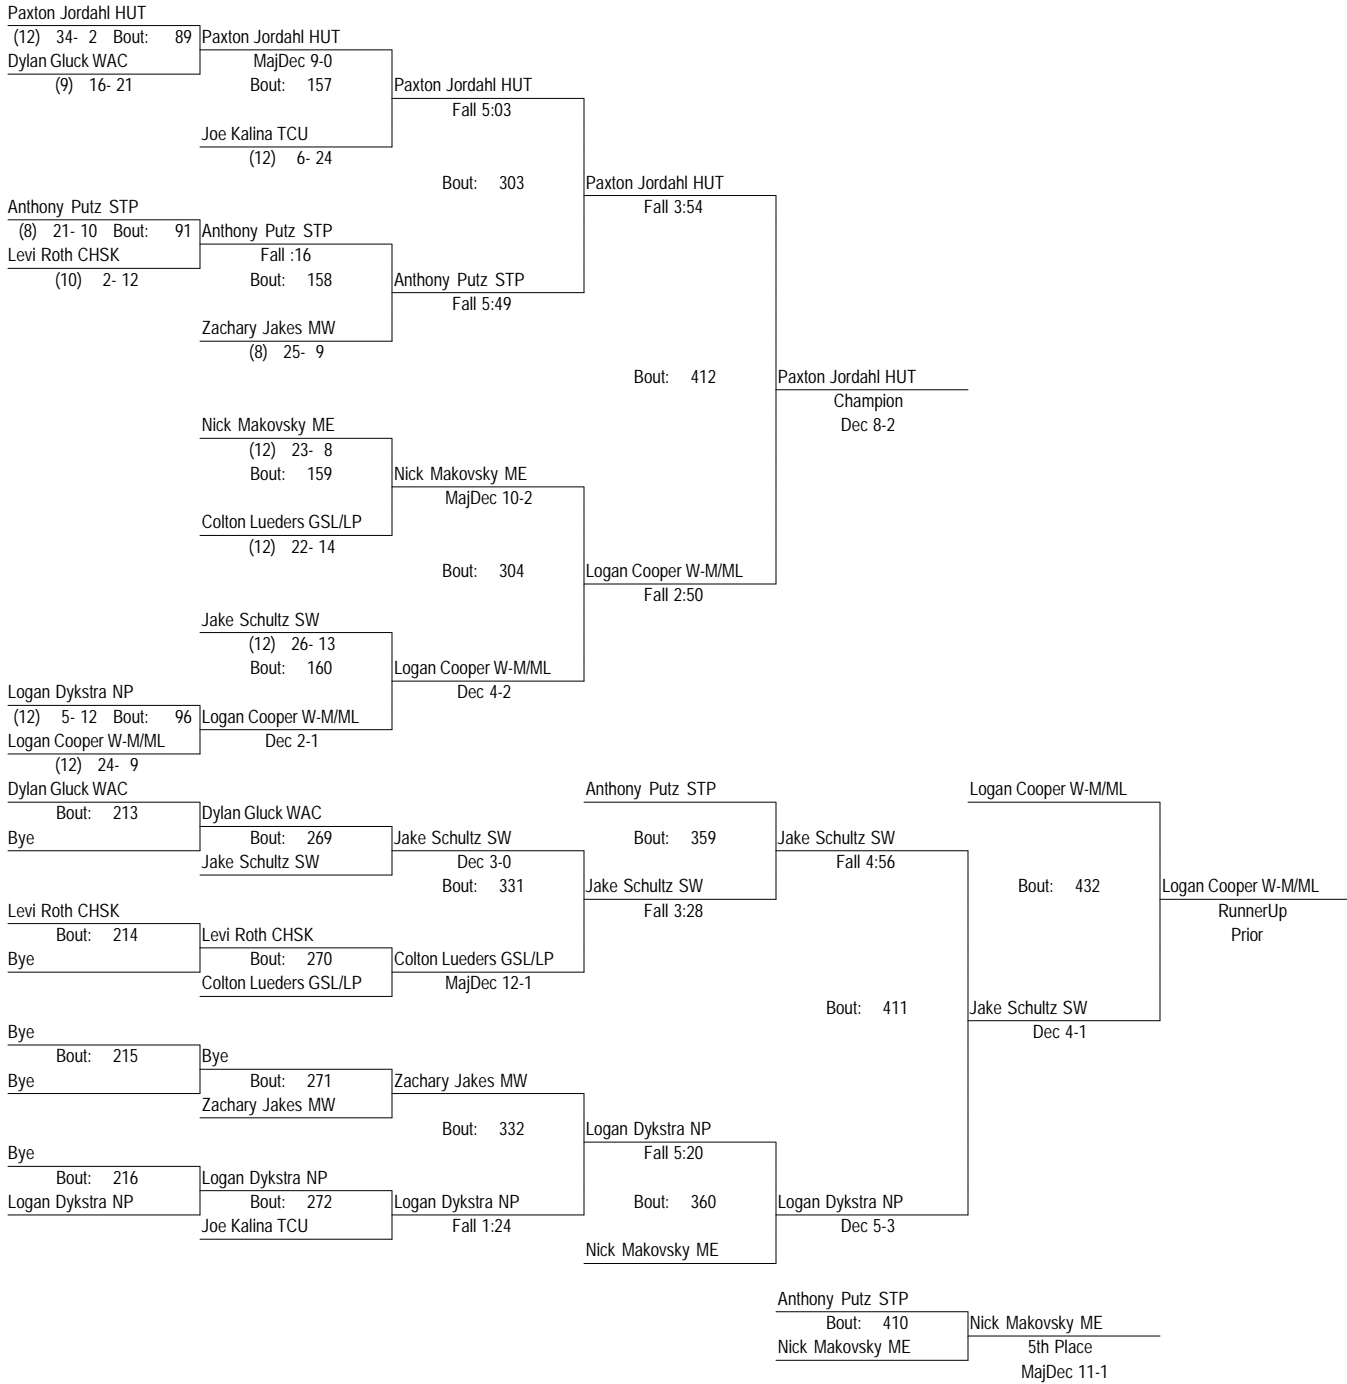 Paxton Jordahl HUT
(12) 34- 2 Bout: 89 Paxton Jordahl HUT
Dylan Gluck WAC MajDec 9-0
(9) 16- 21 Bout: 157 Paxton Jordahl HUT
Fall 5:03
Joe Kalina TCU
(12) 6- 24
Bout: 303 Paxton Jordahl HUT
Anthony Putz STP Fall 3:54
(8) 21- 10 Bout: 91 Anthony Putz STP
Levi Roth CHSK Fall :16
(10) 2- 12 Bout: 158 Anthony Putz STP
Fall 5:49
Zachary Jakes MW
(8) 25- 9
Bout: 412 Paxton Jordahl HUT
Champion
Nick Makovsky ME Dec 8-2
(12) 23- 8
Bout: 159 Nick Makovsky ME
MajDec 10-2
Colton Lueders GSL/LP
(12) 22- 14
Bout: 304 Logan Cooper W-M/ML
Fall 2:50
Jake Schultz SW
(12) 26- 13
Bout: 160 Logan Cooper W-M/ML
Logan Dykstra NP Dec 4-2
(12) 5- 12 Bout: 96 Logan Cooper W-M/ML
Logan Cooper W-M/ML Dec 2-1
(12) 24- 9
Dylan Gluck WAC Anthony Putz STP Logan Cooper W-M/ML
Bout: 213 Dylan Gluck WAC
Bye Bout: 269 Jake Schultz SW Bout: 359 Jake Schultz SW
Jake Schultz SW Dec 3-0 Fall 4:56
Bout: 331 Jake Schultz SW Bout: 432 Logan Cooper W-M/ML
Levi Roth CHSK Fall 3:28 RunnerUp
Bout: 214 Levi Roth CHSK Prior
Bye Bout: 270 Colton Lueders GSL/LP
Colton Lueders GSL/LP MajDec 12-1
Bout: 411 Jake Schultz SW
Bye Dec 4-1
Bout: 215 Bye
Bye Bout: 271 Zachary Jakes MW
Zachary Jakes MW
Bout: 332 Logan Dykstra NP
Bye Fall 5:20
Bout: 216 Logan Dykstra NP
Logan Dykstra NP Bout: 272 Logan Dykstra NP Bout: 360 Logan Dykstra NP
Joe Kalina TCU Fall 1:24 Dec 5-3
Nick Makovsky ME
Anthony Putz STP
Bout: 410 Nick Makovsky ME
Nick Makovsky ME 5th Place
MajDec 11-1